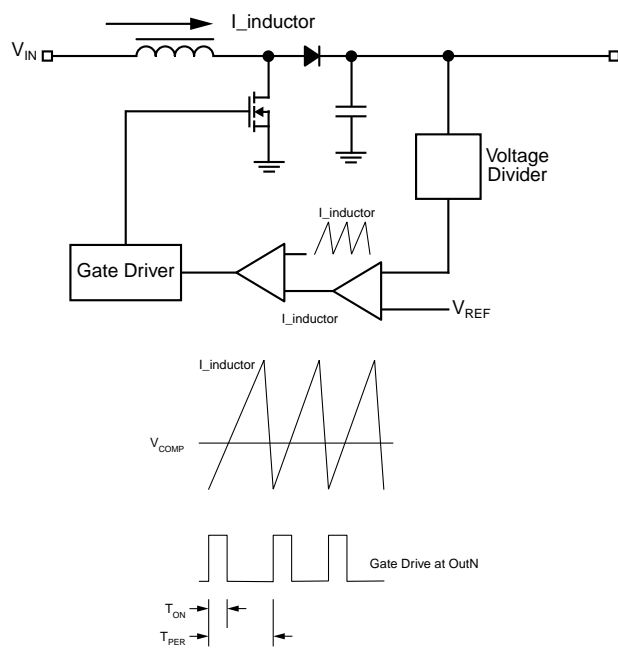 I_inductor
V_IN
Voltage
Divider
I_inductor
Gate Driver
I_inductor
V_REF
I_inductor
V_COMP
Gate Drive at OutN
T_ON
T_PER